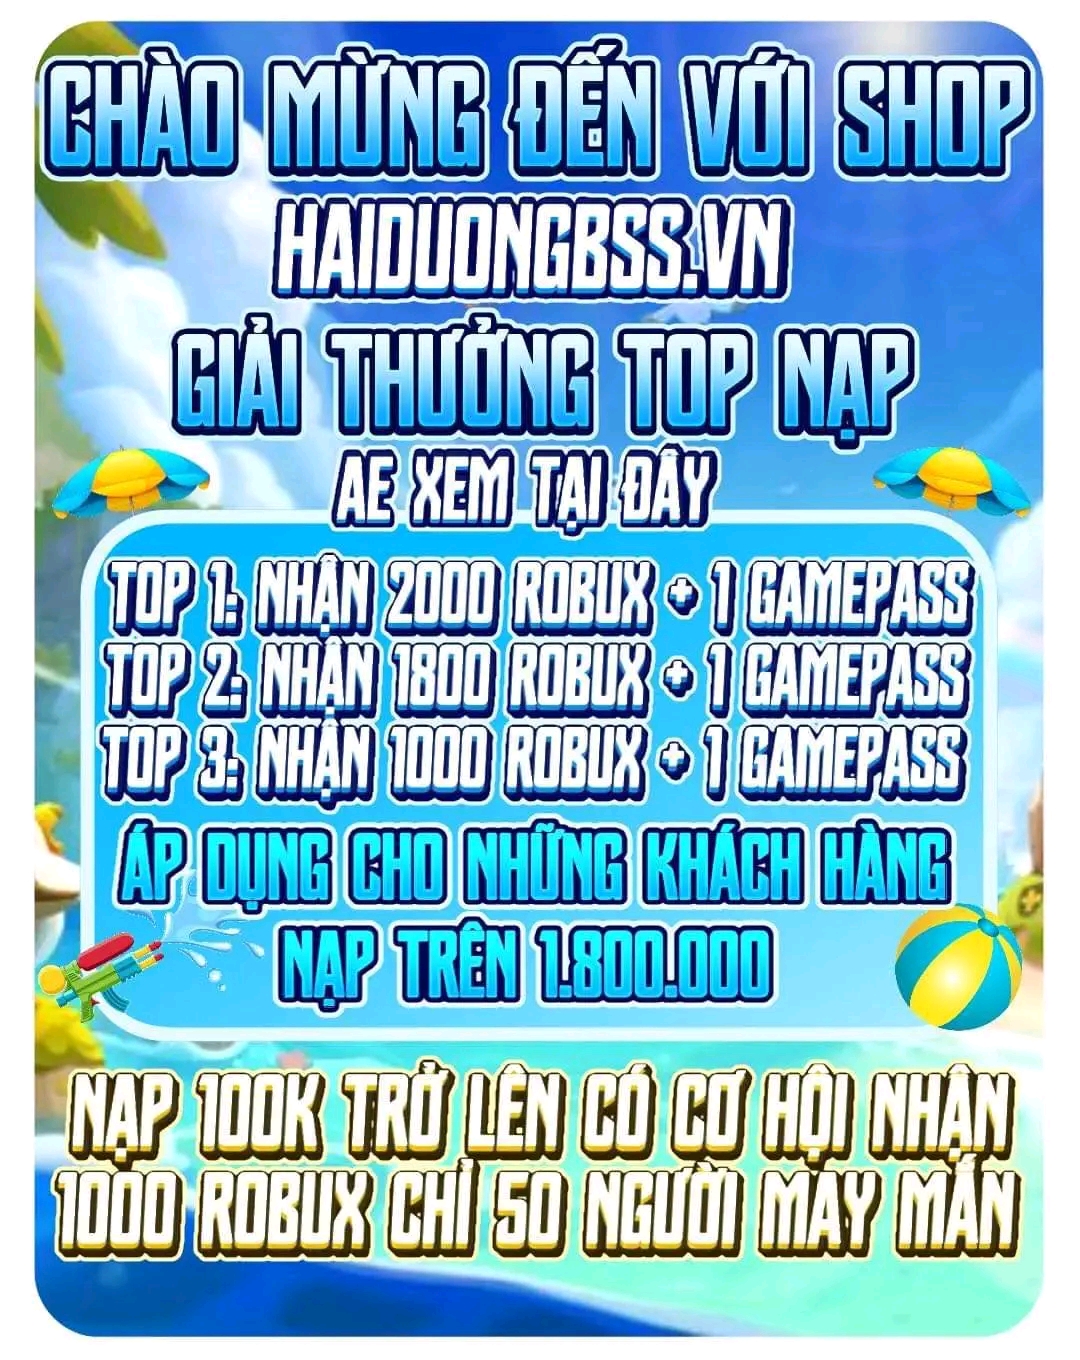 CHÀO MỪNG ĐẾN VỚI SHOP
HAIDUONGBSS.VN
GIẢI THƯỞNG TOP NẠP
AE XEM TẠI ĐÂY
TOP 1: NHẬN 2000 ROBUX + 1 GAMEPASS
TOP 2: NHẬN 1800 ROBUX + 1 GAMEPASS
TOP 3: NHẬN 1000 ROBUX + 1 GAMEPASS
ÁP DỤNG CHO NHỮNG KHÁCH HÀNG
NẠP TRÊN 1.800.000
NẠP 100K TRỞ LÊN CÓ CƠ HỘI NHẬN
1000 ROBUX CHỈ 50 NGƯỜI MAY MẮN